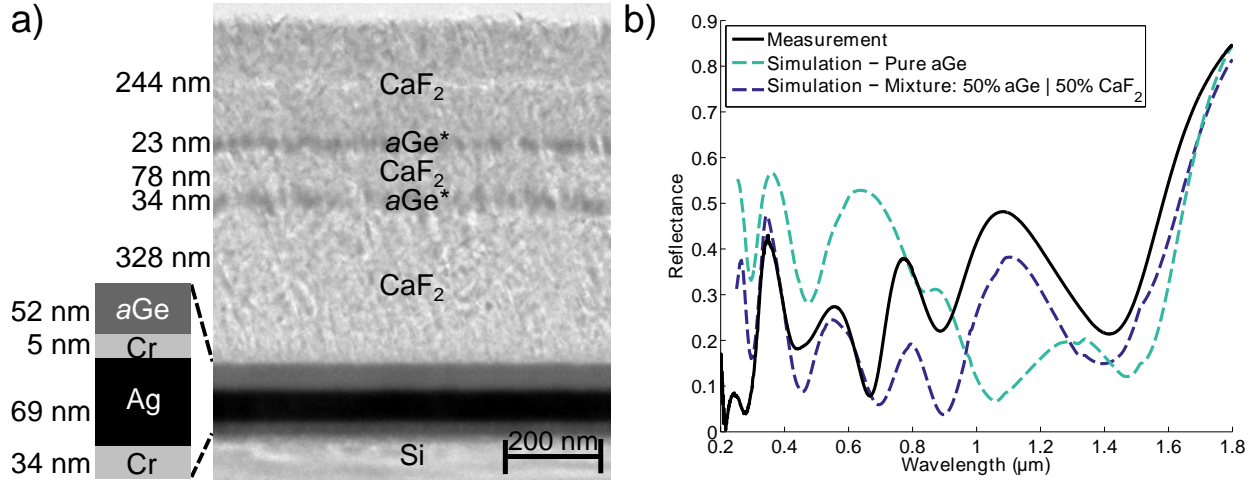 a)
244 nm
CaF2
23 nm
aGe*
78 nm
CaF2
34 nm
aGe*
328 nm
CaF2
52 nm
aGe
5 nm
Cr
69 nm
Ag
34 nm
Cr
Si
200 nm
b)
Measurement
Simulation − Pure aGe
Simulation − Mixture: 50% aGe | 50% CaF2
Reflectance
0.9
0.8
0.7
0.6
0.5
0.4
0.3
0.2
0.1
0
0.2 0.4 0.6 0.8 1.0 1.2 1.4 1.6 1.8
Wavelength (µm)